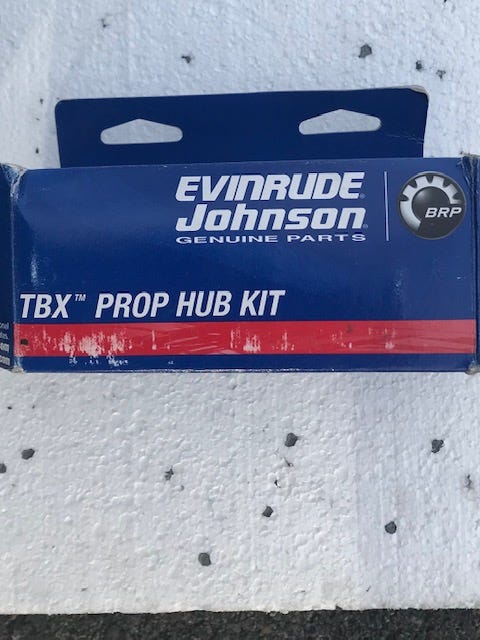 EVINRUDE
Johnson
GENUINE PARTS
BRP
TBX™ PROP HUB KIT